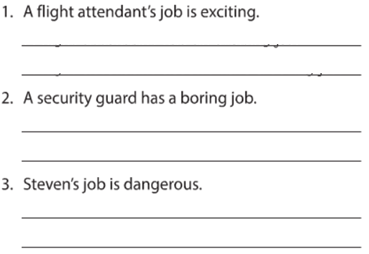 1. A flight attendant's job is exciting.
2. A security guard has a boring job.
3. Steven's job is dangerous.